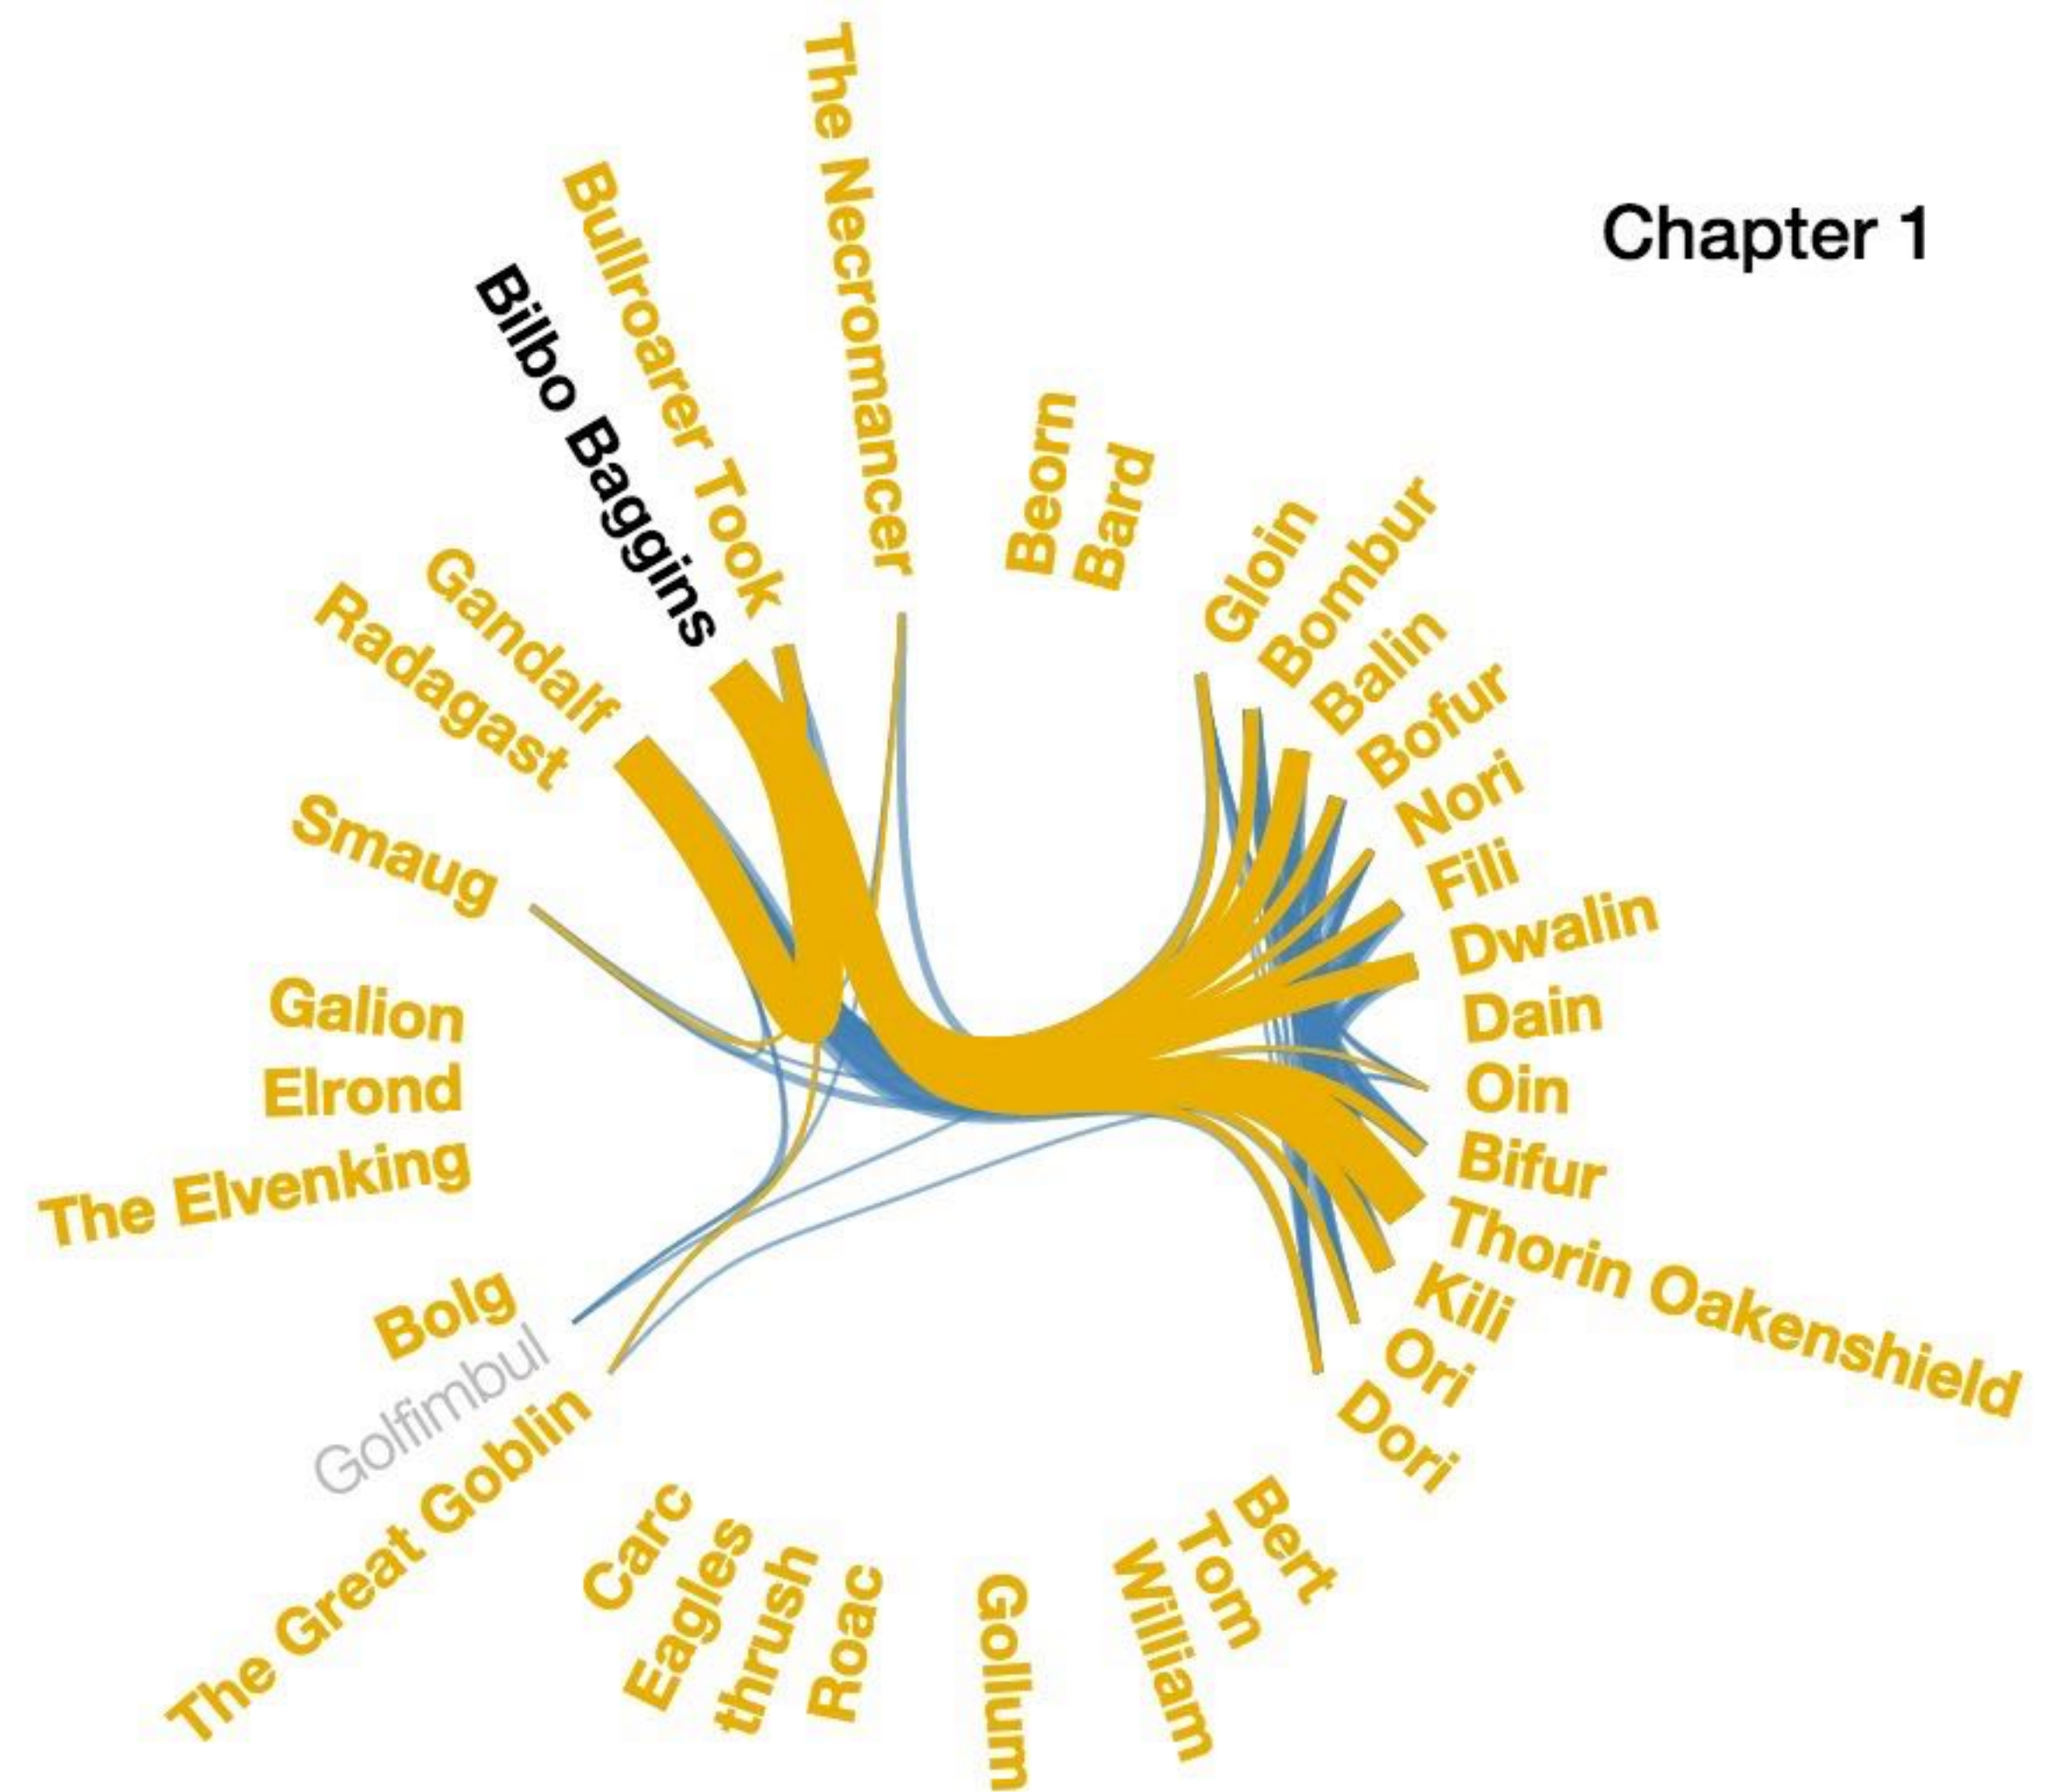 Chapter 1
The Necromancer
Beorn
Bard
Gloin
Bombur
Balin
Bofur
Nori
Fili
Dwalin
Dain
Oin
Bifur
Thorin Oakenshield
Kili
Ori
Dori
Bert
Tom
William
Gollum
Roac
thrush
Eagles
Carc
The Great Goblin
Golfimbul
Bolg
The Elvenking
Elrond
Galion
Smaug
Radagast
Gandalf
Bilbo Baggins
Bullroarer Took